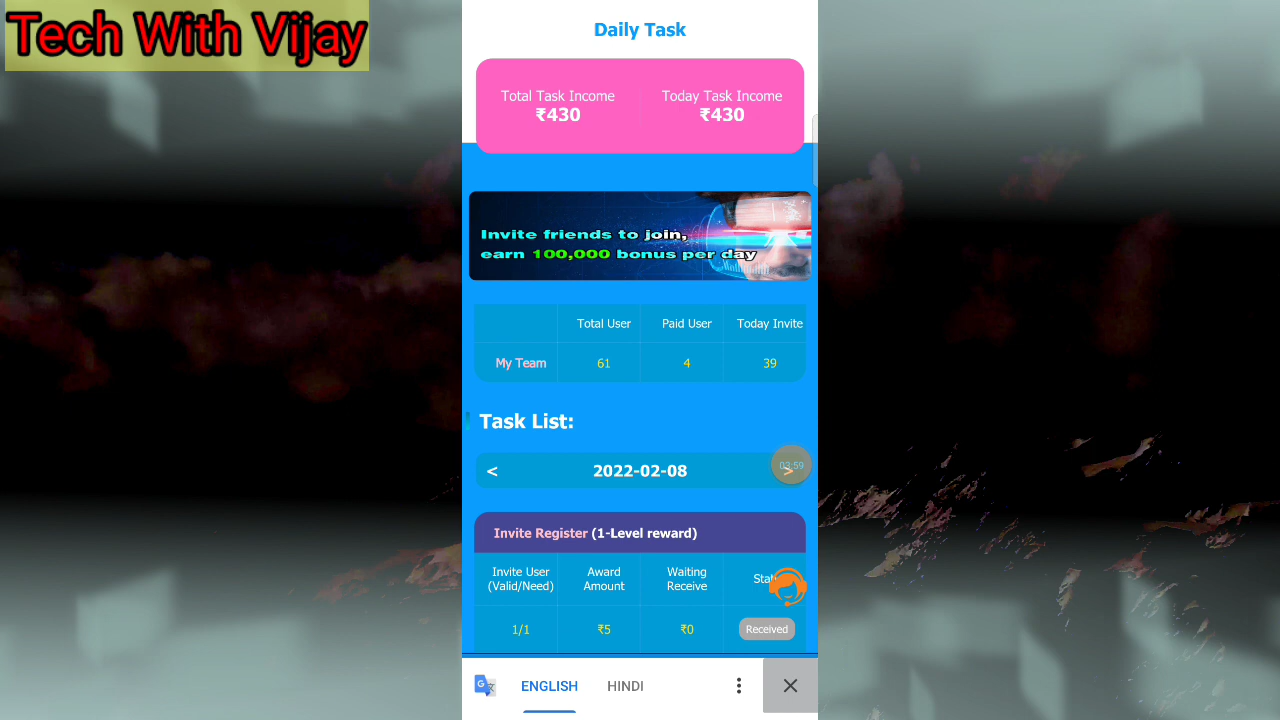 Tech With Vijay
Daily Task
Total Task Income Today Task Income
₹430 ₹430
Invite friends to join,
earn 100,000 bonus per day
Total User Paid User Today Invite
My Team 61 4 39
Task List:
< 2022-02-08 >
03:59
Invite Register (1-Level reward)
Invite User Award Waiting
(Valid/Need) Amount Receive
1/1 ₹5 ₹0 Received
ENGLISH HINDI